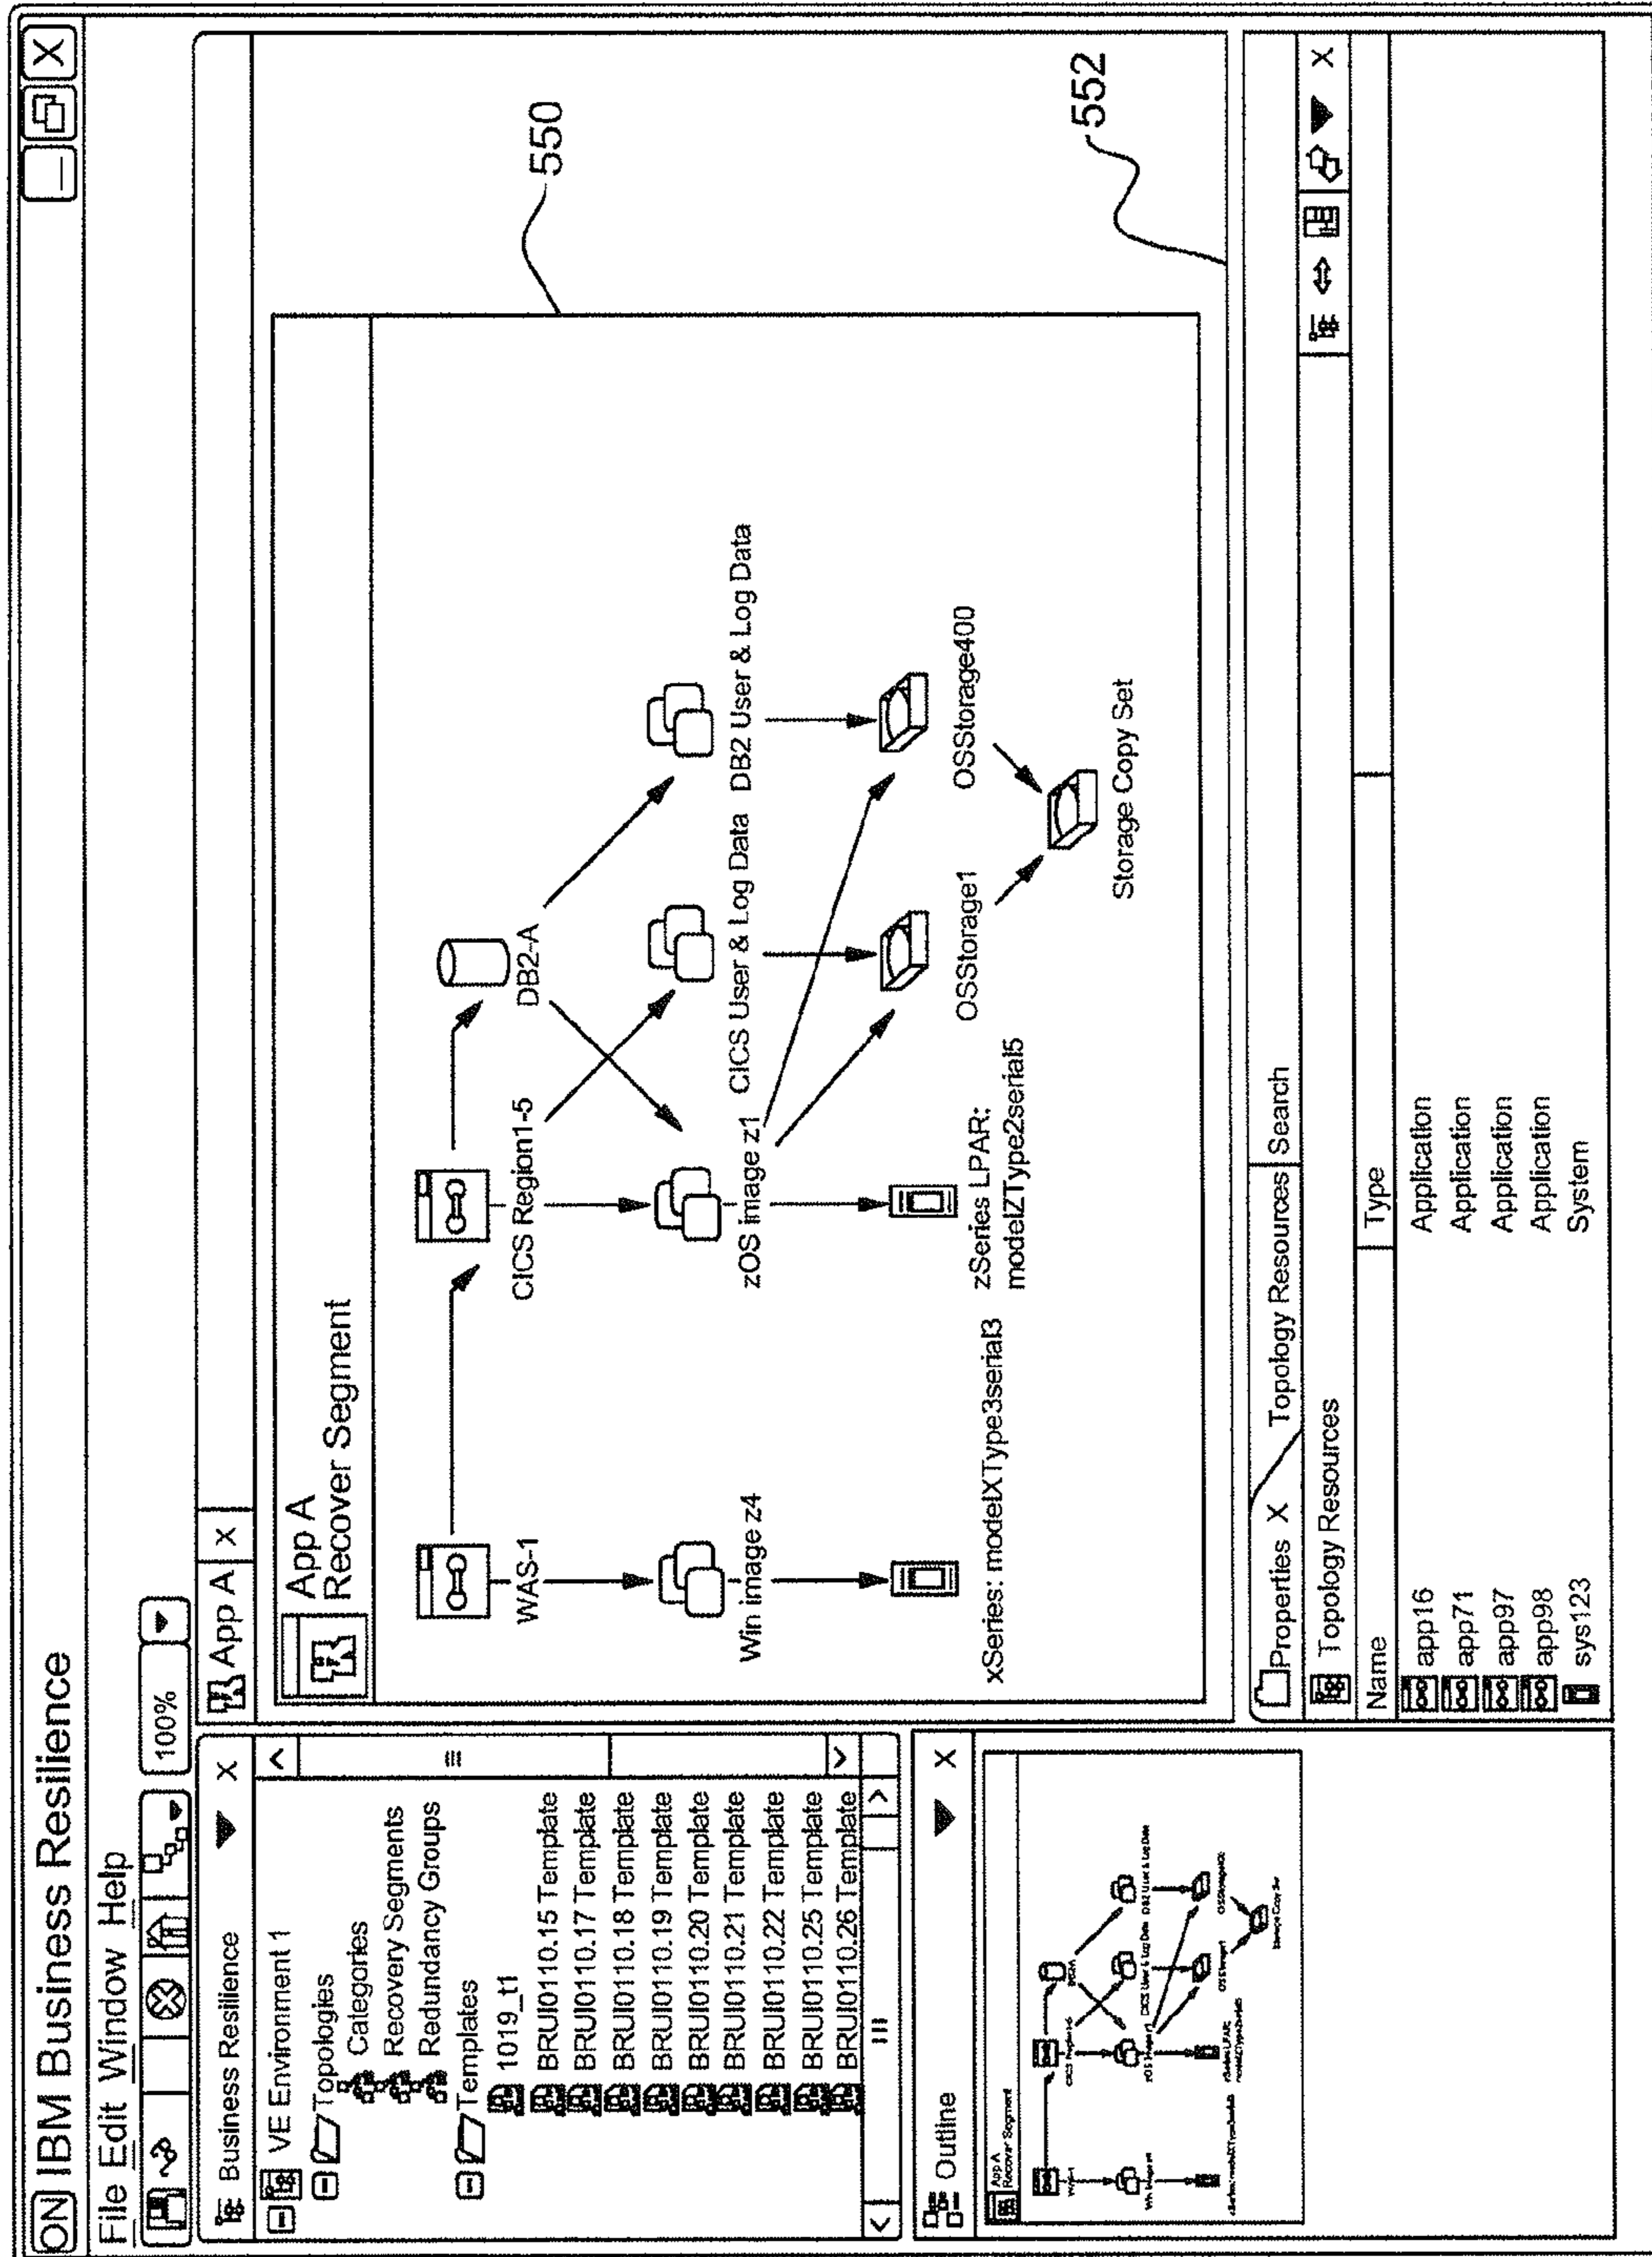 ON IBM Business Resilience
X
File Edit Window Help
100%
Business Resilience X
VE Environment 1
Topologies
Categories
Recovery Segments
Redundancy Groups
Templates
1019_t1
BRUI0110.15 Template
BRUI0110.17 Template
BRUI0110.18 Template
BRUI0110.19 Template
BRUI0110.20 Template
BRUI0110.21 Template
BRUI0110.22 Template
BRUI0110.25 Template
BRUI0110.26 Template
Outline X
App A
Recover Segment
App A X
App A
Recover Segment
550
WAS-1
CICS Region1-5
DB2-A
Win image z4
zOS image z1
CICS User & Log Data
DB2 User & Log Data
xSeries: modelXType3serial3
zSeries LPAR:
modelZType2serial5
OSStorage1
OSStorage400
Storage Copy Set
552
Properties X Topology Resources Search
Topology Resources X
Name Type
app16 Application
app71 Application
app97 Application
app98 Application
sys123 System